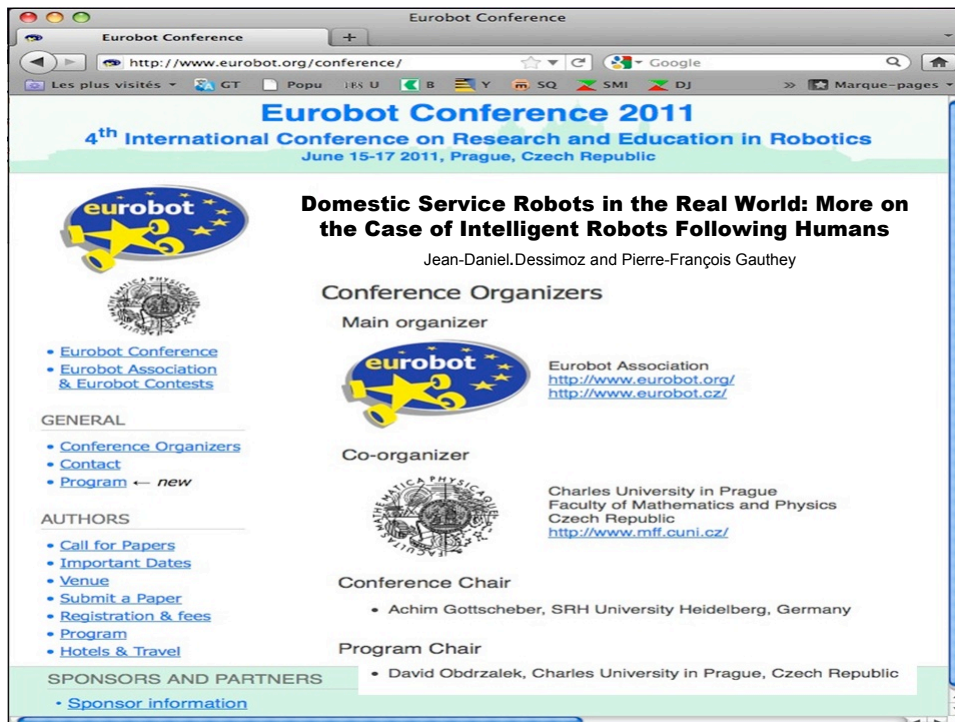 Eurobot Conference
Eurobot Conference
http://www.eurobot.org/conference/
Google
Les plus visités
GT
Popu
U
B
Y
SQ
SMI
DJ
»
Marque-pages
Eurobot Conference 2011
4th International Conference on Research and Education in Robotics
June 15-17 2011, Prague, Czech Republic
eurobot
• Eurobot Conference
• Eurobot Association
& Eurobot Contests
GENERAL
• Conference Organizers
• Contact
• Program ← new
AUTHORS
• Call for Papers
• Important Dates
• Venue
• Submit a Paper
• Registration & fees
• Program
• Hotels & Travel
SPONSORS AND PARTNERS
• Sponsor information
Domestic Service Robots in the Real World: More on
the Case of Intelligent Robots Following Humans
Jean-Daniel.Dessimoz and Pierre-François Gauthey
Conference Organizers
Main organizer
eurobot
Eurobot Association
http://www.eurobot.org/
http://www.eurobot.cz/
Co-organizer
Charles University in Prague
Faculty of Mathematics and Physics
Czech Republic
http://www.mff.cuni.cz/
Conference Chair
• Achim Gottscheber, SRH University Heidelberg, Germany
Program Chair
• David Obdrzalek, Charles University in Prague, Czech Republic